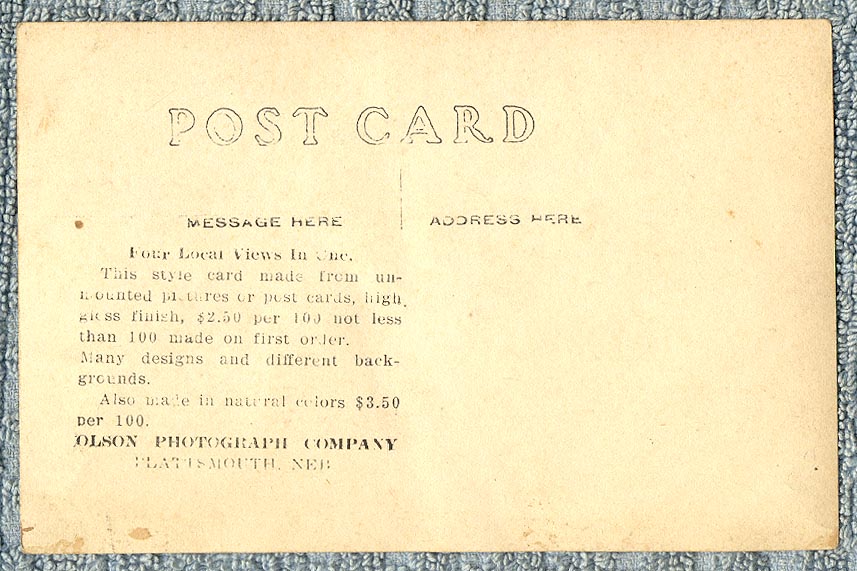 POST CARD
MESSAGE HERE
ADDRESS HERE
Four Local Views In One.
This style card made from un-
mounted pictures or post cards, high
gloss finish, $2.50 per 100 not less
than 100 made on first order.
Many designs and different back-
grounds.
Also made in natural colors $3.50
per 100.
OLSON PHOTOGRAPH COMPANY
PLATTSMOUTH, NEB